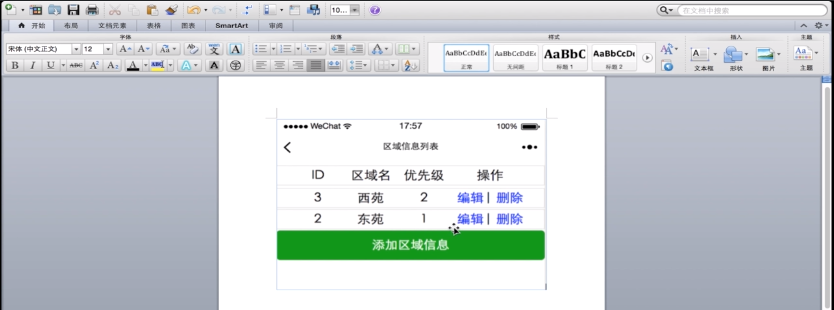 10...
在文档中搜索
开始 布局 文档元素 表格 图表 SmartArt 审阅
字体 段落 样式 插入 主题
宋体 (中文正文) 12
AaBbCcDdEe AaBbCcDdEe AaBbC AaBbCcDc
正常 无间距 标题 1 标题 2
文本框 形状 图片 主题
WeChat 17:57 100%
区域信息列表
ID 区域名 优先级 操作
3 西苑 2 编辑| 删除
2 东苑 1 编辑| 删除
添加区域信息